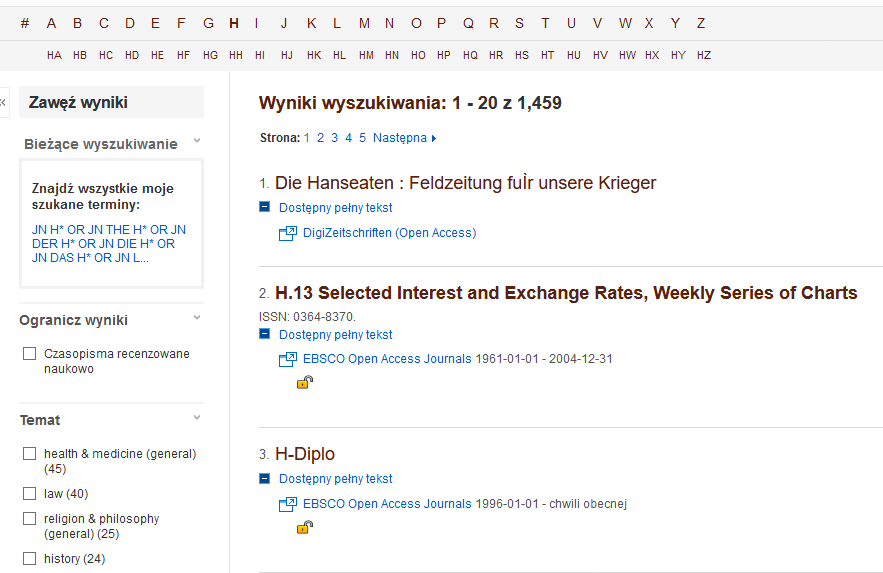 # A B C D E F G H I J K L M N O P Q R S T U V W X Y Z
HA HB HC HD HE HF HG HH HI HJ HK HL HM HN HO HP HQ HR HS HT HU HV HW HX HY HZ
«
Zawęź wyniki
Bieżące wyszukiwanie
Znajdź wszystkie moje
szukane terminy:
JN H* OR JN THE H* OR JN
DER H* OR JN DIE H* OR
JN DAS H* OR JN L...
Ogranicz wyniki
Czasopisma recenzowane
naukowo
Temat
health & medicine (general)
(45)
law (40)
religion & philosophy
(general) (25)
history (24)
Wyniki wyszukiwania: 1 - 20 z 1,459
Strona: 1 2 3 4 5 Następna
1. Die Hanseaten : Feldzeitung fuÌr unsere Krieger
Dostępny pełny tekst
DigiZeitschriften (Open Access)
2. H.13 Selected Interest and Exchange Rates, Weekly Series of Charts
ISSN: 0364-8370.
Dostępny pełny tekst
EBSCO Open Access Journals 1961-01-01 - 2004-12-31
3. H-Diplo
Dostępny pełny tekst
EBSCO Open Access Journals 1996-01-01 - chwili obecnej